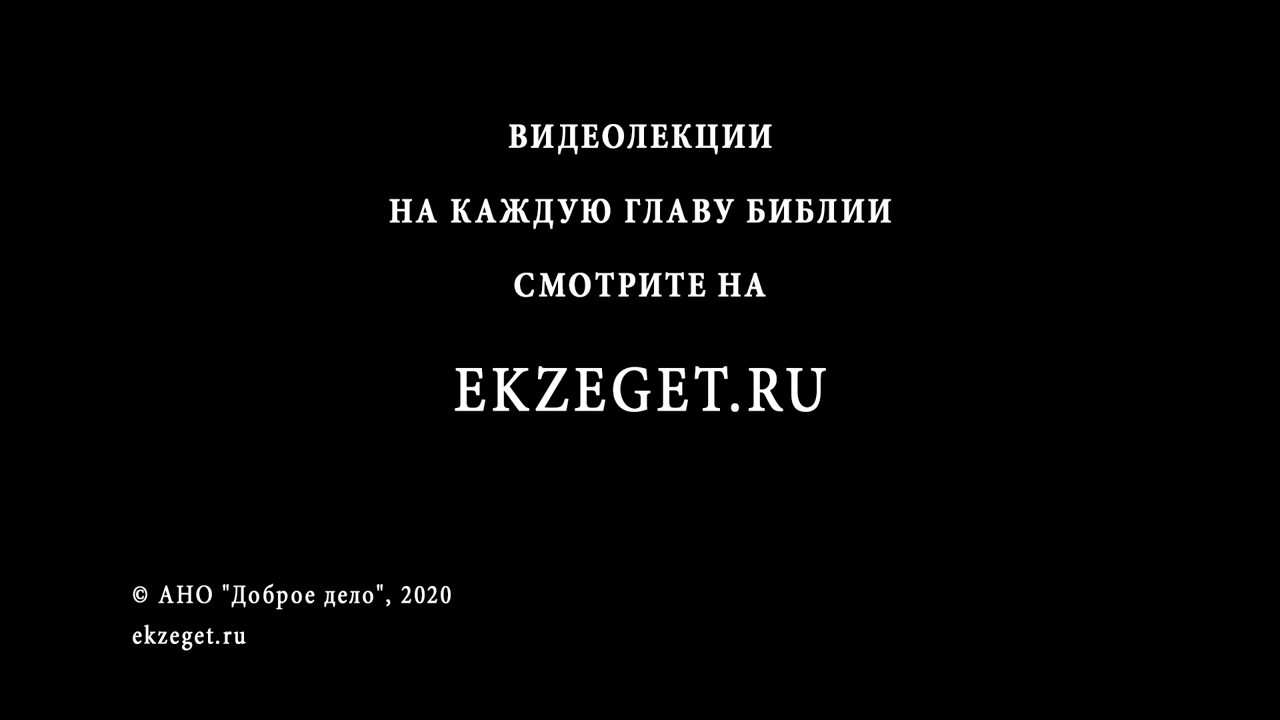 ВИДЕОЛЕКЦИИ
НА КАЖДУЮ ГЛАВУ БИБЛИИ
СМОТРИТЕ НА
EKZEGET.RU
© АНО "Доброе дело", 2020
ekzeget.ru